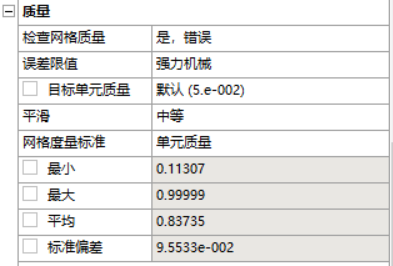 质量
检查网格质量 是，错误
误差限值 强力机械
目标单元质量 默认 (5.e-002)
平滑 中等
网格度量标准 单元质量
最小 0.11307
最大 0.99999
平均 0.83735
标准偏差 9.5533e-002